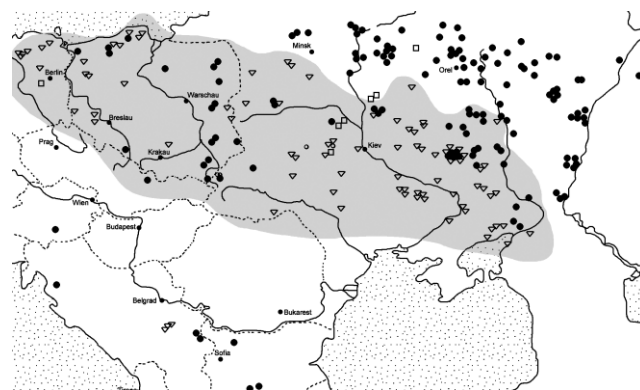 Minsk
Orel
Berlin
Warschau
Breslau
Prag
Krakau
Kiev
Wien
Budapest
Belgrad
Bukarest
Sofia